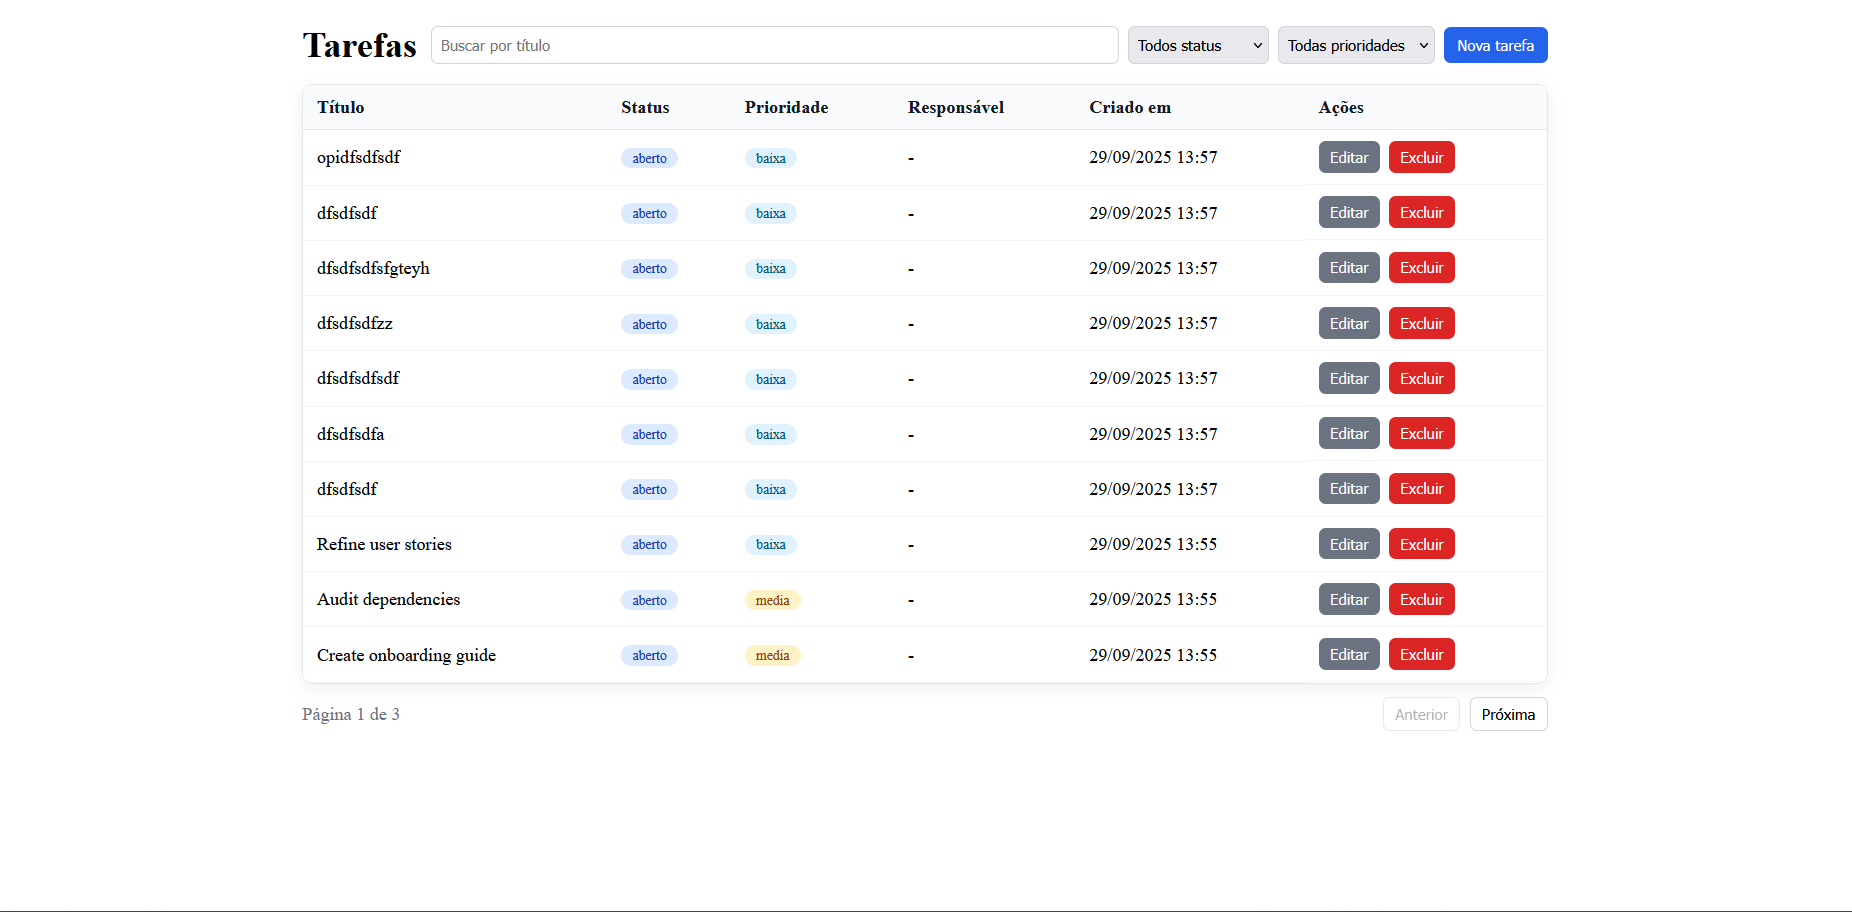 Tarefas Buscar por título Todos status Todas prioridades Nova tarefa
Título Status Prioridade Responsável Criado em Ações
opidfsdfsdf aberto baixa - 29/09/2025 13:57 Editar Excluir
dfsdfsdf aberto baixa - 29/09/2025 13:57 Editar Excluir
dfsdfsdfsfgteyh aberto baixa - 29/09/2025 13:57 Editar Excluir
dfsdfsdfzz aberto baixa - 29/09/2025 13:57 Editar Excluir
dfsdfsdfsdf aberto baixa - 29/09/2025 13:57 Editar Excluir
dfsdfsdfa aberto baixa - 29/09/2025 13:57 Editar Excluir
dfsdfsdf aberto baixa - 29/09/2025 13:57 Editar Excluir
Refine user stories aberto baixa - 29/09/2025 13:55 Editar Excluir
Audit dependencies aberto media - 29/09/2025 13:55 Editar Excluir
Create onboarding guide aberto media - 29/09/2025 13:55 Editar Excluir
Página 1 de 3 Anterior Próxima